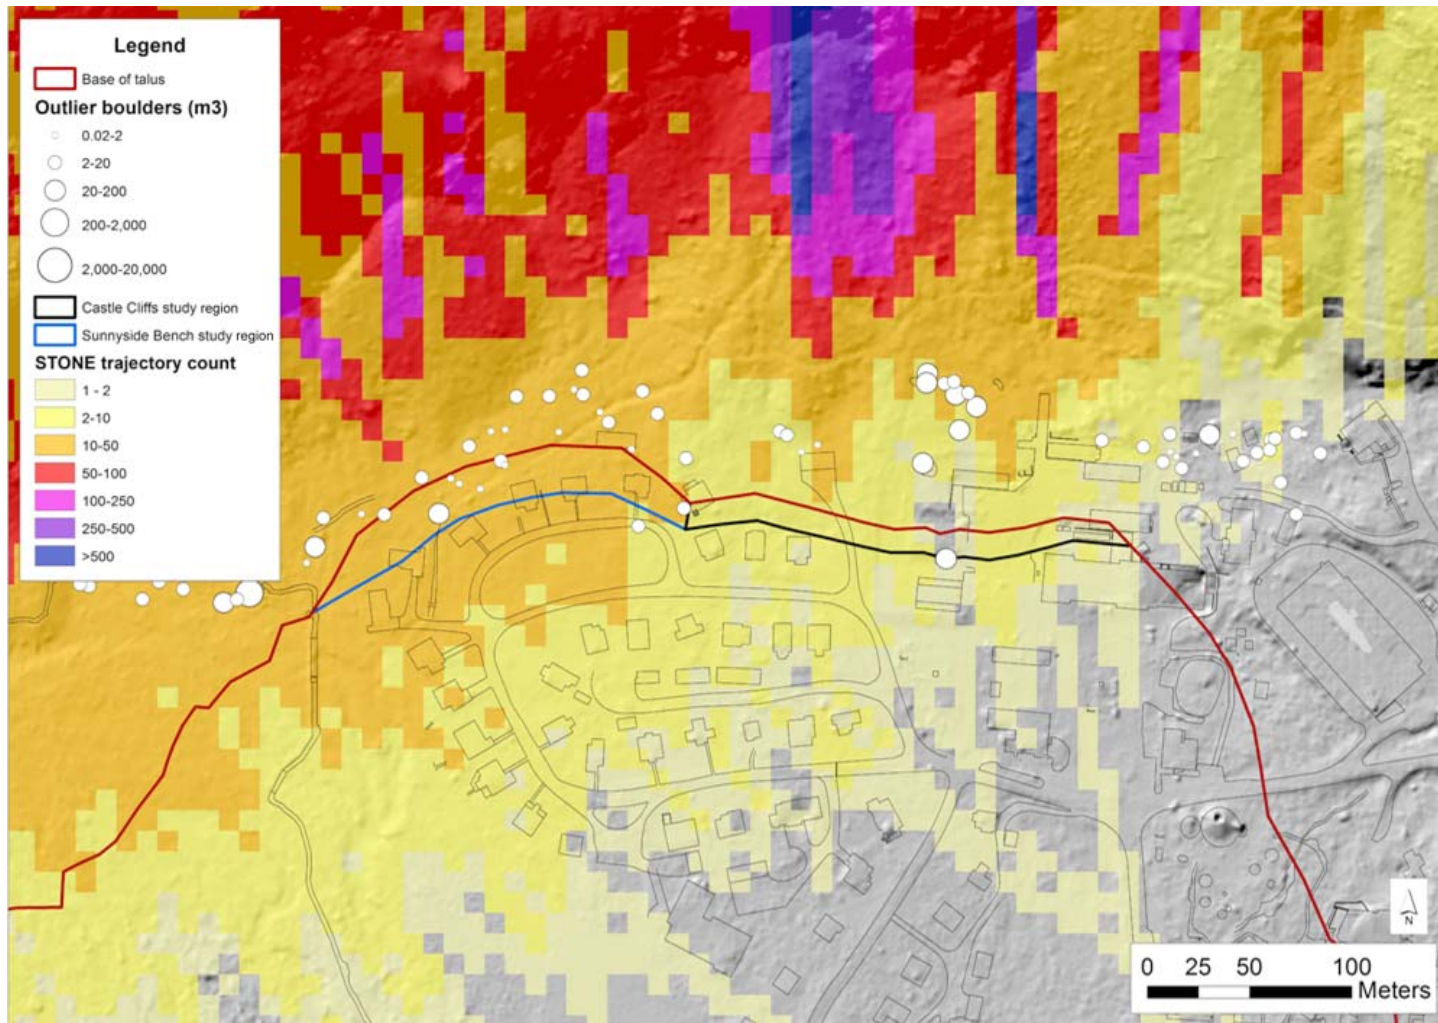 Legend
Base of talus
Outlier boulders (m3)
0.02-2
2-20
20-200
200-2,000
2,000-20,000
Castle Cliffs study region
Sunnyside Bench study region
STONE trajectory count
1 - 2
2-10
10-50
50-100
100-250
250-500
>500
N
0 25 50 100
Meters